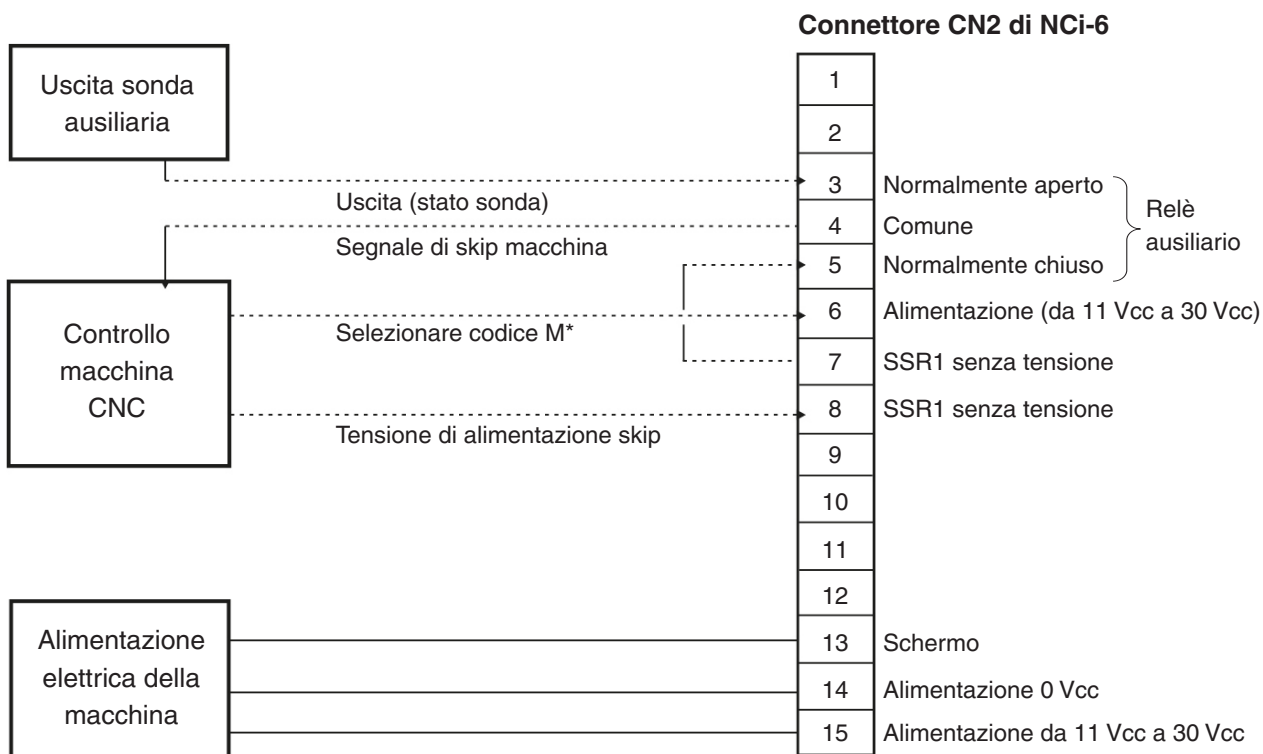 Connettore CN2 di NCi-6
Uscita sonda
ausiliaria
1
2
3
Normalmente aperto
Uscita (stato sonda)
4
Comune
Segnale di skip macchina
5
Normalmente chiuso
Relè
ausiliario
6
Alimentazione (da 11 Vcc a 30 Vcc)
Selezionare codice M*
7
SSR1 senza tensione
8
SSR1 senza tensione
Tensione di alimentazione skip
Controllo
macchina
CNC
9
10
11
12
13
Schermo
14
Alimentazione 0 Vcc
15
Alimentazione da 11 Vcc a 30 Vcc
Alimentazione
elettrica della
macchina